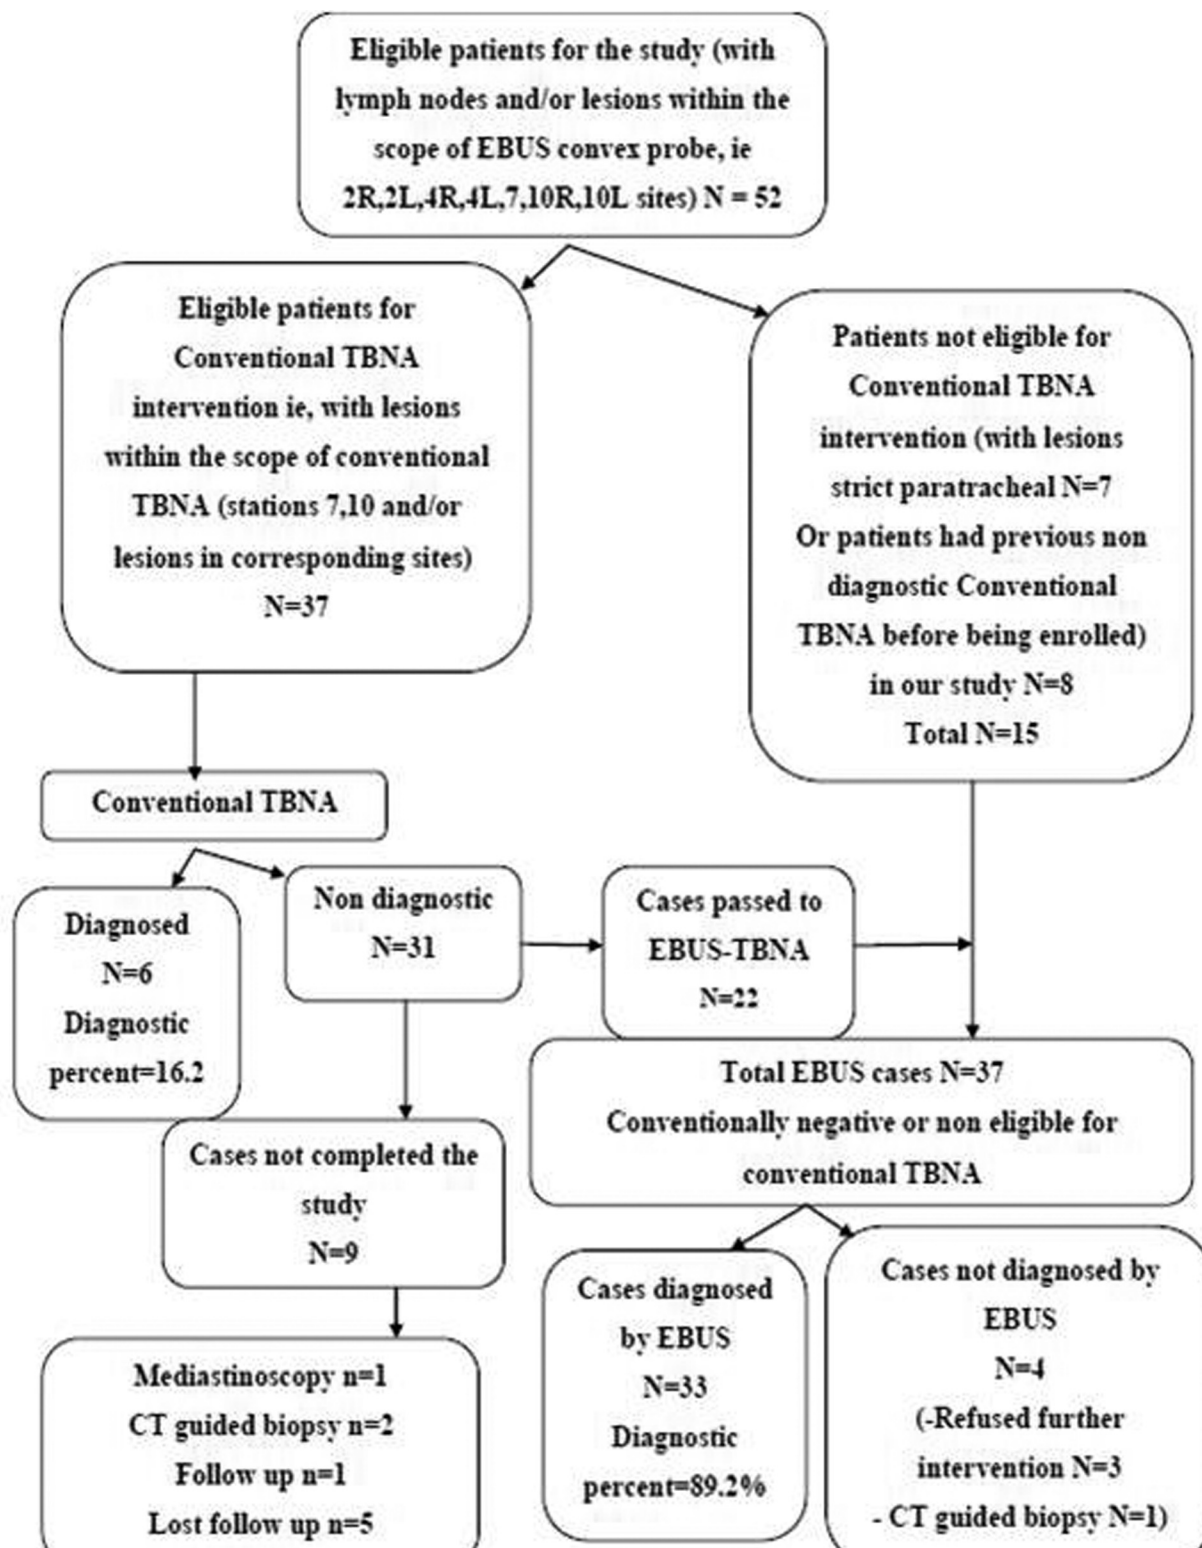 Eligible patients for the study (with
lymph nodes and/or lesions within the
scope of EBUS convex probe, ie
2R,2L,4R,4L,7,10R,10L sites) N = 52
Eligible patients for
Conventional TBNA
intervention ie, with lesions
within the scope of conventional
TBNA (stations 7,10 and/or
lesions in corresponding sites)
N=37
Patients not eligible for
Conventional TBNA
intervention (with lesions
strict paratracheal N=7
Or patients had previous non
diagnostic Conventional
TBNA before being enrolled)
in our study N=8
Total N=15
Conventional TBNA
Diagnosed
N=6
Diagnostic
percent=16.2
Non diagnostic
N=31
Cases passed to
EBUS-TBNA
N=22
Total EBUS cases N=37
Conventionally negative or non eligible for
conventional TBNA
Cases not completed the
study
N=9
Mediastinoscopy n=1
CT guided biopsy n=2
Follow up n=1
Lost follow up n=5
Cases diagnosed
by EBUS
N=33
Diagnostic
percent=89.2%
Cases not diagnosed by
EBUS
N=4
(-Refused further
intervention N=3
- CT guided biopsy N=1)